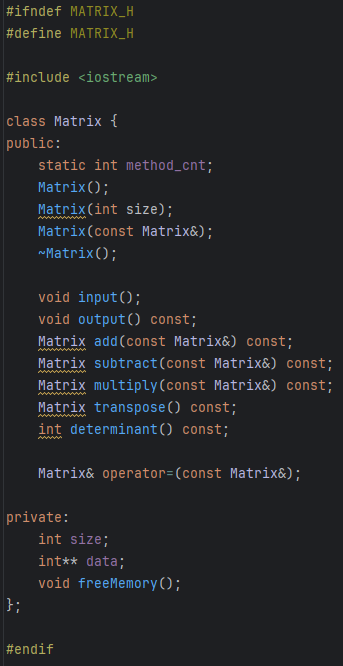 #ifndef MATRIX_H
#define MATRIX_H
#include <iostream>
class Matrix {
public:
static int method_cnt;
Matrix();
Matrix(int size);
Matrix(const Matrix&);
~Matrix();
void input();
void output() const;
Matrix add(const Matrix&) const;
Matrix subtract(const Matrix&) const;
Matrix multiply(const Matrix&) const;
Matrix transpose() const;
int determinant() const;
Matrix& operator=(const Matrix&);
private:
int size;
int** data;
void freeMemory();
};
#endif